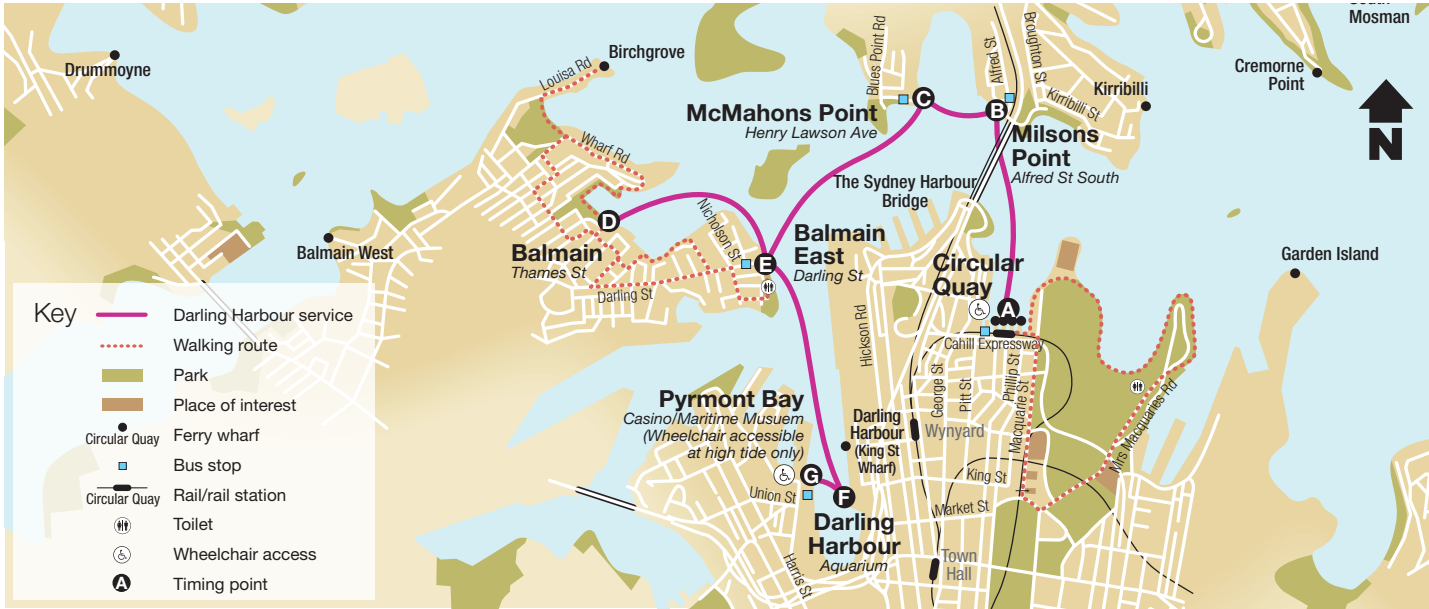 South
Mosman
Drummoyne
Birchgrove
Louisa Rd
Blues Point Rd
Alfred St
Broughton St
Kirribilli
Kirribilli St
Cremorne
Point
N
McMahons Point
Henry Lawson Ave
C
B
Milsons
Point
Alfred St South
Wharf Rd
The Sydney Harbour
Bridge
D
Balmain
Thames St
Nicholson St
E
Balmain
East
Darling St
Darling St
Balmain West
Circular
Quay
A
Garden Island
Hickson Rd
Cahill Expressway
George St
Pitt St
Phillip St
Macquarie St
Mrs Macquaries Rd
Key
Darling Harbour service
Walking route
Park
Place of interest
Circular Quay
Ferry wharf
Bus stop
Circular Quay
Rail/rail station
Toilet
Wheelchair access
A
Timing point
Pyrmont Bay
Casino/Maritime Musuem
(Wheelchair accessible
at high tide only)
Darling
Harbour
(King St
Wharf)
Wynyard
King St
Market St
G
Union St
F
Darling
Harbour
Aquarium
Harris St
Town
Hall